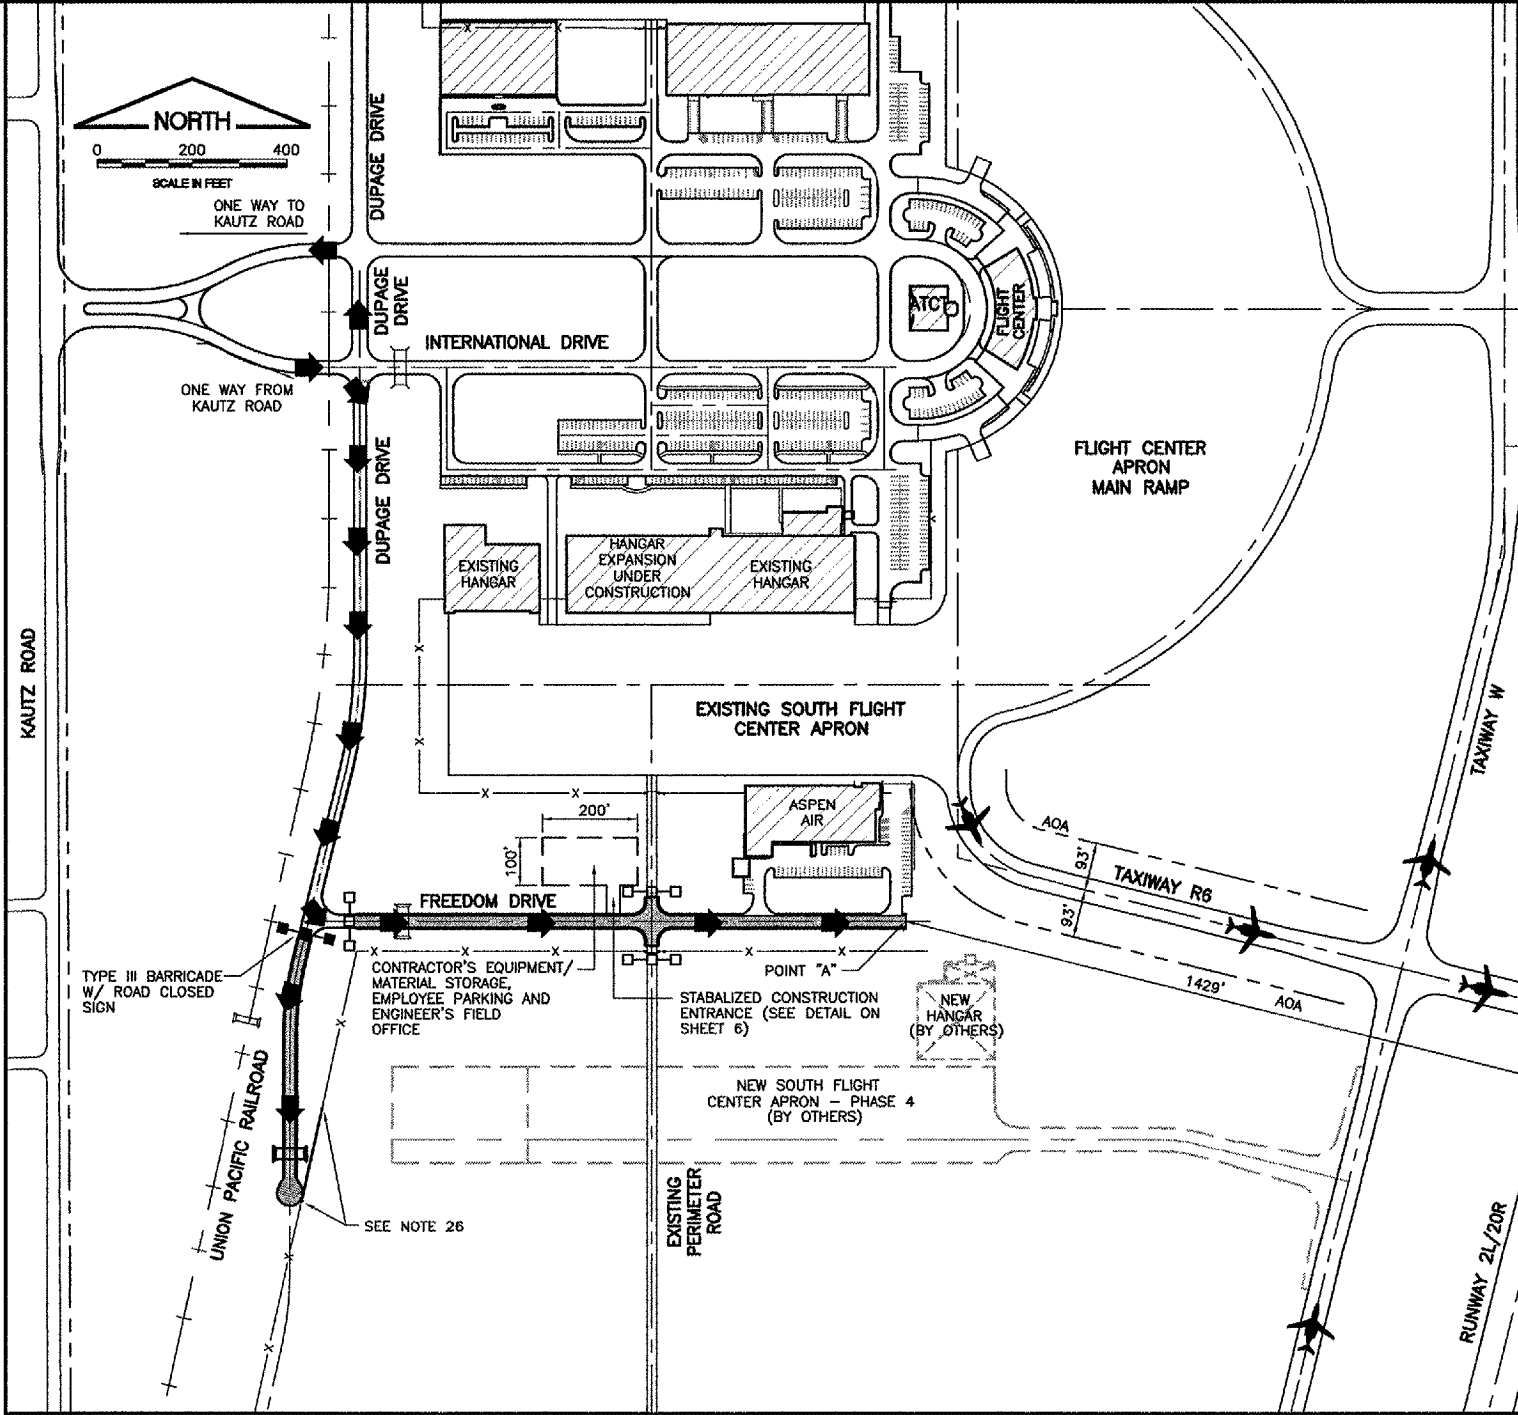 NORTH
0 200 400
SCALE IN FEET
ONE WAY TO
KAUTZ ROAD
DUPAGE DRIVE
DUPAGE
DRIVE
INTERNATIONAL DRIVE
ONE WAY FROM
KAUTZ ROAD
DUPAGE DRIVE
ATCT
FLIGHT
CENTER
FLIGHT CENTER
APRON
MAIN RAMP
EXISTING
HANGAR
HANGAR
EXPANSION
UNDER
CONSTRUCTION
EXISTING
HANGAR
KAUTZ ROAD
EXISTING SOUTH FLIGHT
CENTER APRON
TAXIWAY W
200'
100'
ASPEN
AIR
AOA
93'
TAXIWAY R6
93'
FREEDOM DRIVE
TYPE III BARRICADE
W/ ROAD CLOSED
SIGN
CONTRACTOR'S EQUIPMENT/
MATERIAL STORAGE,
EMPLOYEE PARKING AND
ENGINEER'S FIELD
OFFICE
POINT "A"
STABALIZED CONSTRUCTION
ENTRANCE (SEE DETAIL ON
SHEET 6)
NEW
HANGAR
(BY OTHERS)
1429'
AOA
NEW SOUTH FLIGHT
CENTER APRON – PHASE 4
(BY OTHERS)
UNION PACIFIC RAILROAD
SEE NOTE 26
EXISTING
PERIMETER
ROAD
RUNWAY 2L/20R